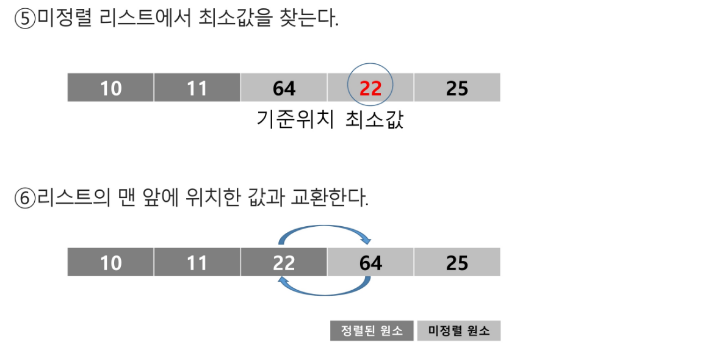 ⑤미정렬 리스트에서 최소값을 찾는다.
10 11 64 22 25
기준위치 최소값
⑥리스트의 맨 앞에 위치한 값과 교환한다.
10 11 22 64 25
정렬된 원소 미정렬 원소